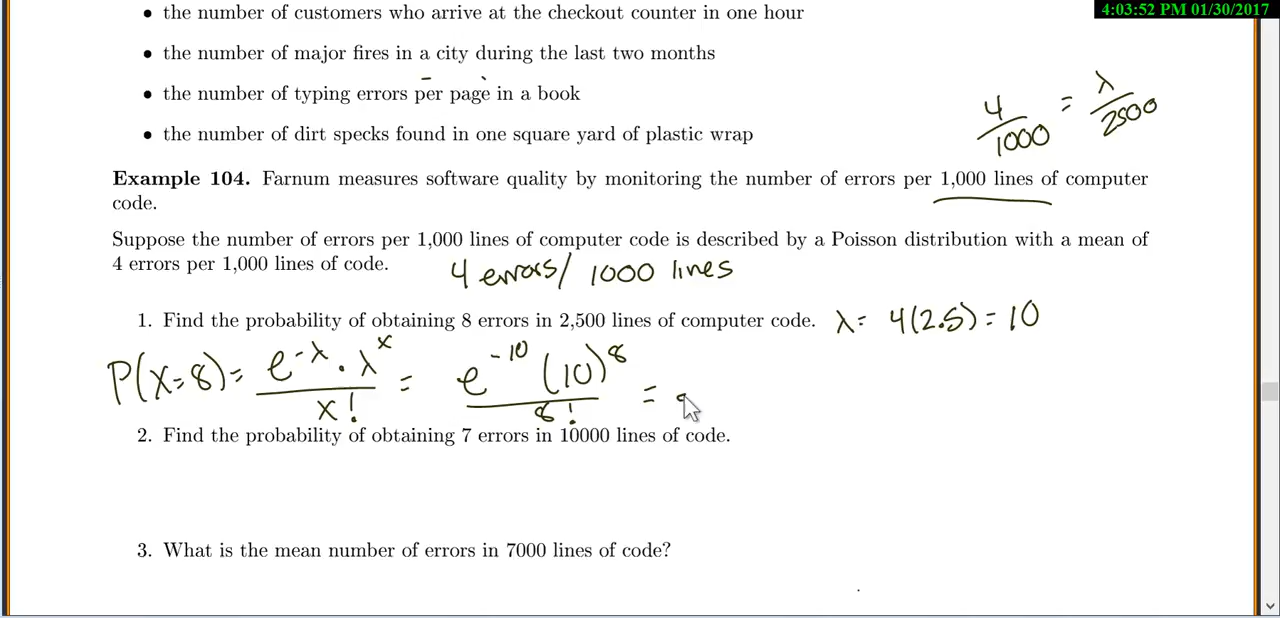 4:03:52 PM 01/30/2017
• the number of customers who arrive at the checkout counter in one hour
• the number of major fires in a city during the last two months
• the number of typing errors per page in a book
• the number of dirt specks found in one square yard of plastic wrap
4/1000 = λ/2500
Example 104. Farnum measures software quality by monitoring the number of errors per 1,000 lines of computer
code.
Suppose the number of errors per 1,000 lines of computer code is described by a Poisson distribution with a mean of
4 errors per 1,000 lines of code.
4 errors/ 1000 lines
1. Find the probability of obtaining 8 errors in 2,500 lines of computer code. λ= 4(2.5)=10
P(x=8)= e^-λ · λ^x / x! = e^-10 (10)^8 / 8! =
2. Find the probability of obtaining 7 errors in 10000 lines of code.
3. What is the mean number of errors in 7000 lines of code?